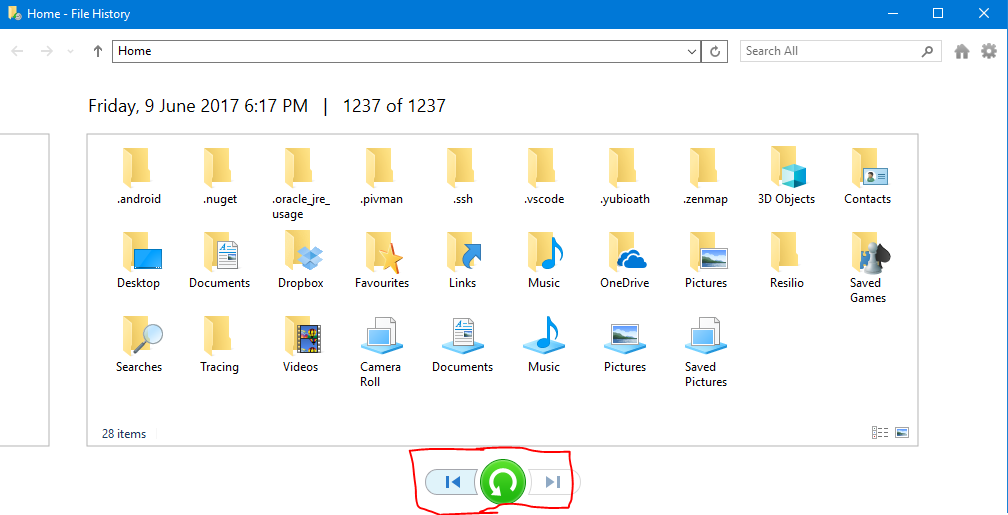 Home - File History
Home
Search All
Friday, 9 June 2017 6:17 PM | 1237 of 1237
.android
.nuget
.oracle_jre_
usage
.pivman
.ssh
.vscode
.yubioath
.zenmap
3D Objects
Contacts
Desktop
Documents
Dropbox
Favourites
Links
Music
OneDrive
Pictures
Resilio
Saved
Games
Searches
Tracing
Videos
Camera
Roll
Documents
Music
Pictures
Saved
Pictures
28 items